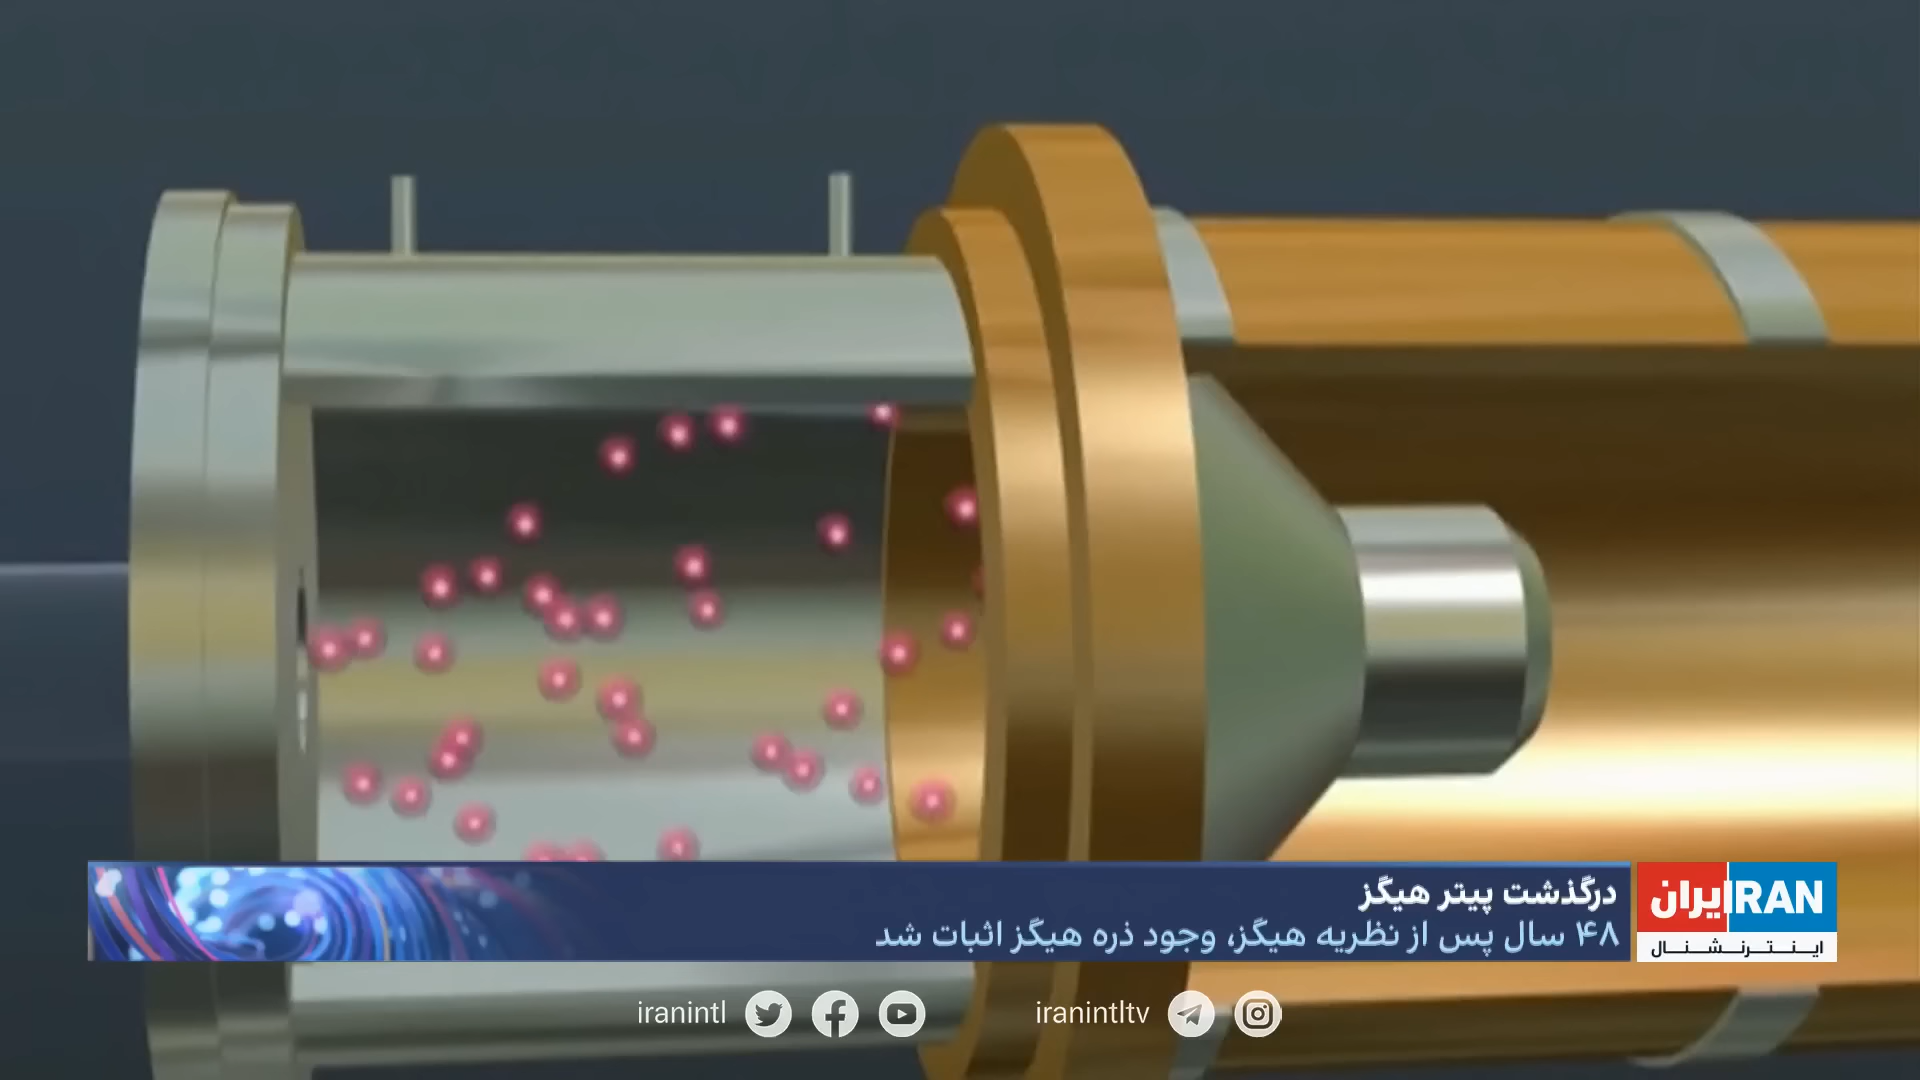 درگذشت پیتر هیگز
۴۸ سال پس از نظریه هیگز، وجود ذره هیگز اثبات شد
ایران IRAN
اینترنشنال
iranintl
iranintltv